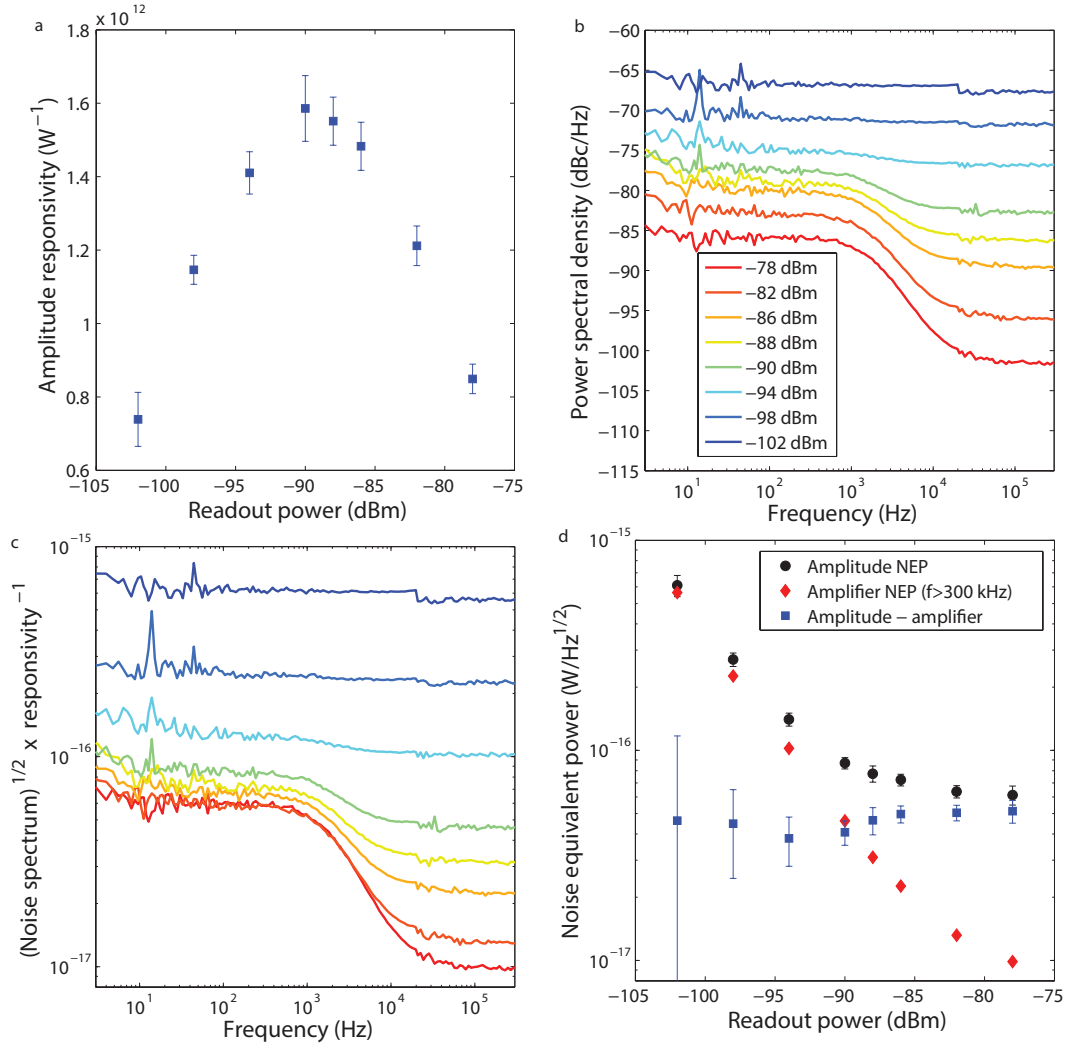 a
x 10^12
Amplitude responsivity (W^−1)
1.8
1.6
1.4
1.2
1
0.8
0.6
−105 −100 −95 −90 −85 −80 −75
Readout power (dBm)
b
Power spectral density (dBc/Hz)
−60
−65
−70
−75
−80
−85
−90
−95
−100
−105
−110
−115
−78 dBm
−82 dBm
−86 dBm
−88 dBm
−90 dBm
−94 dBm
−98 dBm
−102 dBm
10^1 10^2 10^3 10^4 10^5
Frequency (Hz)
c
(Noise spectrum)^1/2 x responsivity^−1
10^−15
10^−16
10^−17
10^1 10^2 10^3 10^4 10^5
Frequency (Hz)
d
Noise equivalent power (W/Hz^1/2)
10^−15
10^−16
10^−17
Amplitude NEP
Amplifier NEP (f>300 kHz)
Amplitude − amplifier
−105 −100 −95 −90 −85 −80 −75
Readout power (dBm)